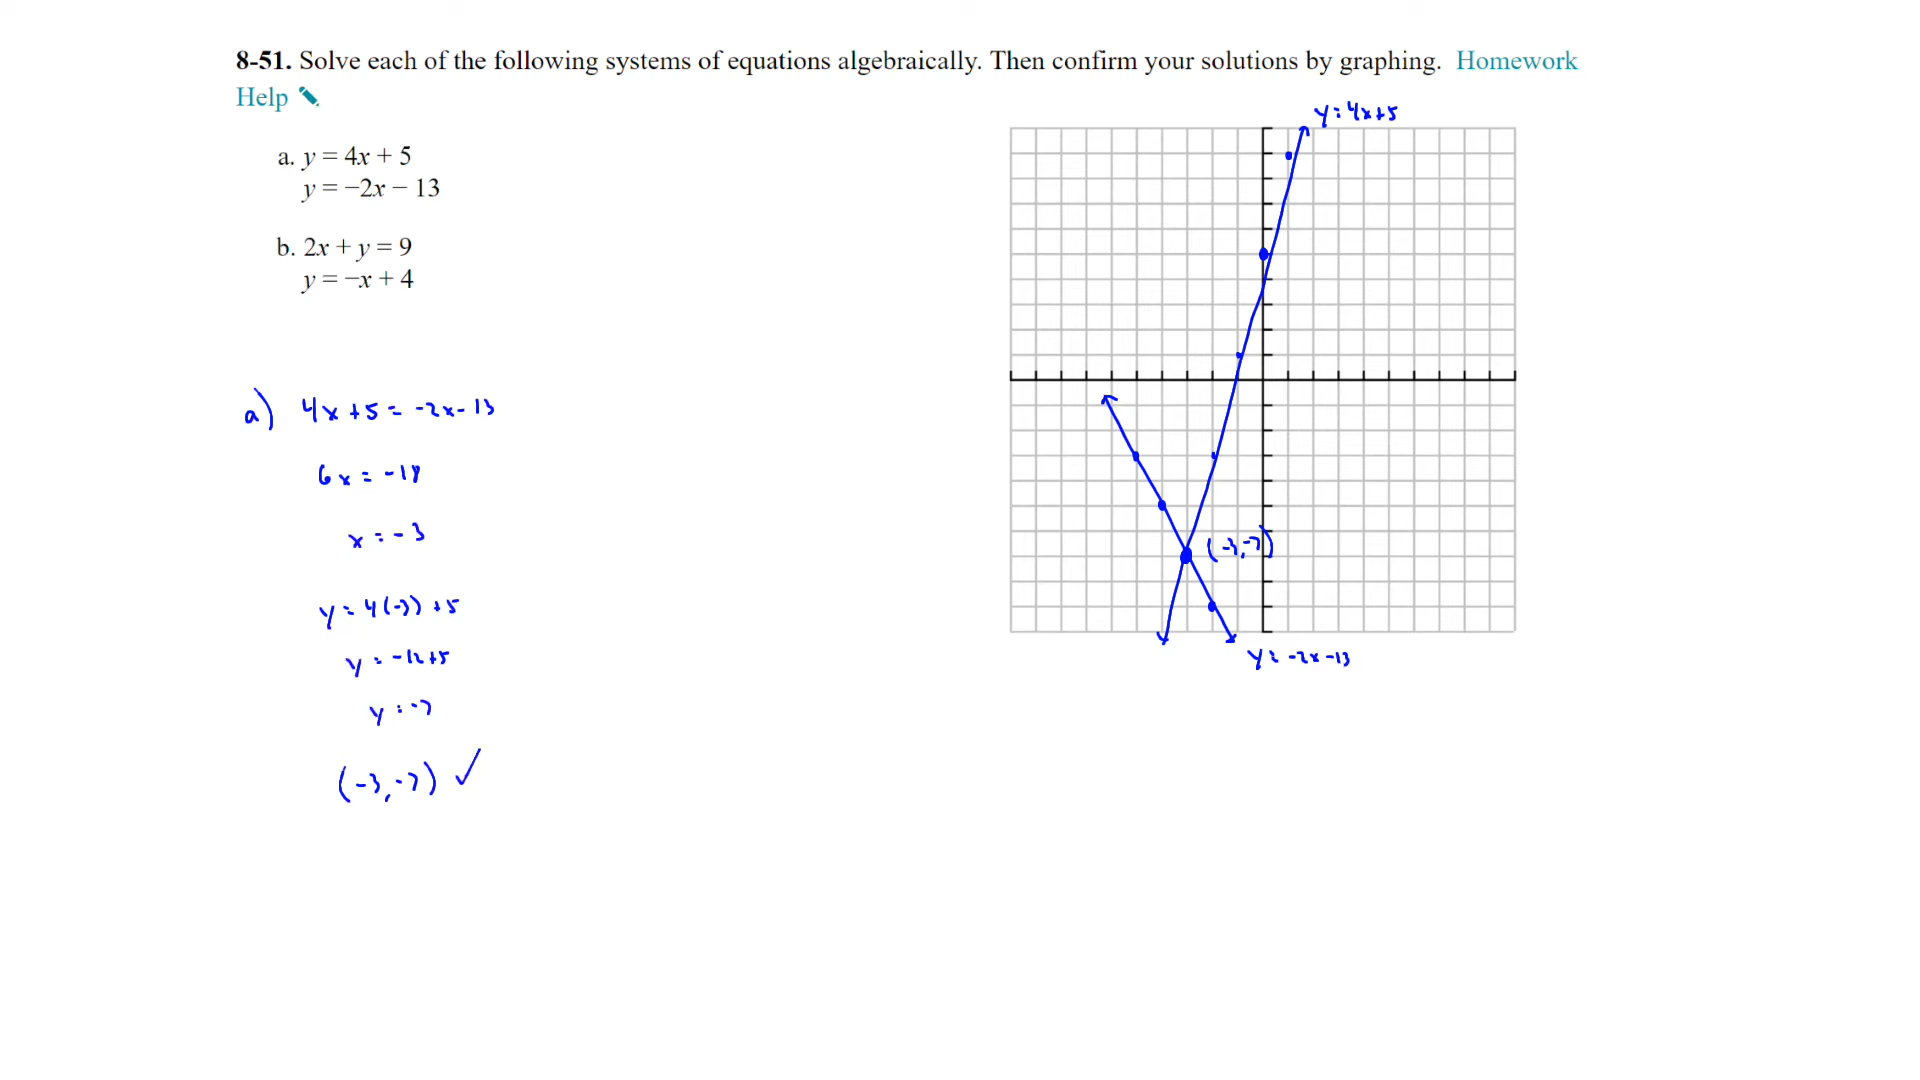 8-51. Solve each of the following systems of equations algebraically. Then confirm your solutions by graphing. Homework
Help
a. y = 4x + 5
y = −2x − 13
b. 2x + y = 9
y = −x + 4
a) 4x+5 = -2x-13
6x = -18
x = -3
y = 4(-3) +5
y = -12+5
y = -7
(-3,-7) ✓
y=4x+5
(-3,-7)
y = -2x-13